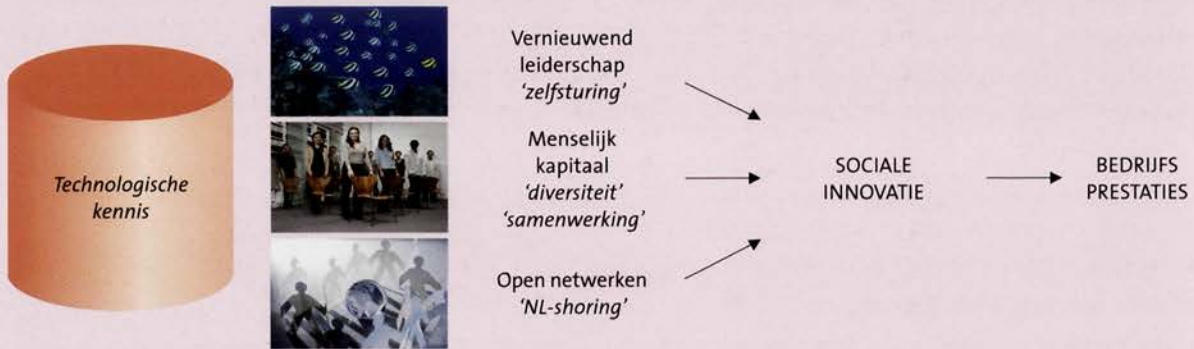 Technologische
kennis
Vernieuwend
leiderschap
‘zelfsturing’
Menselijk
kapitaal
‘diversiteit’
‘samenwerking’
Open netwerken
‘NL-shoring’
SOCIALE
INNOVATIE
BEDRIJFS
PRESTATIES